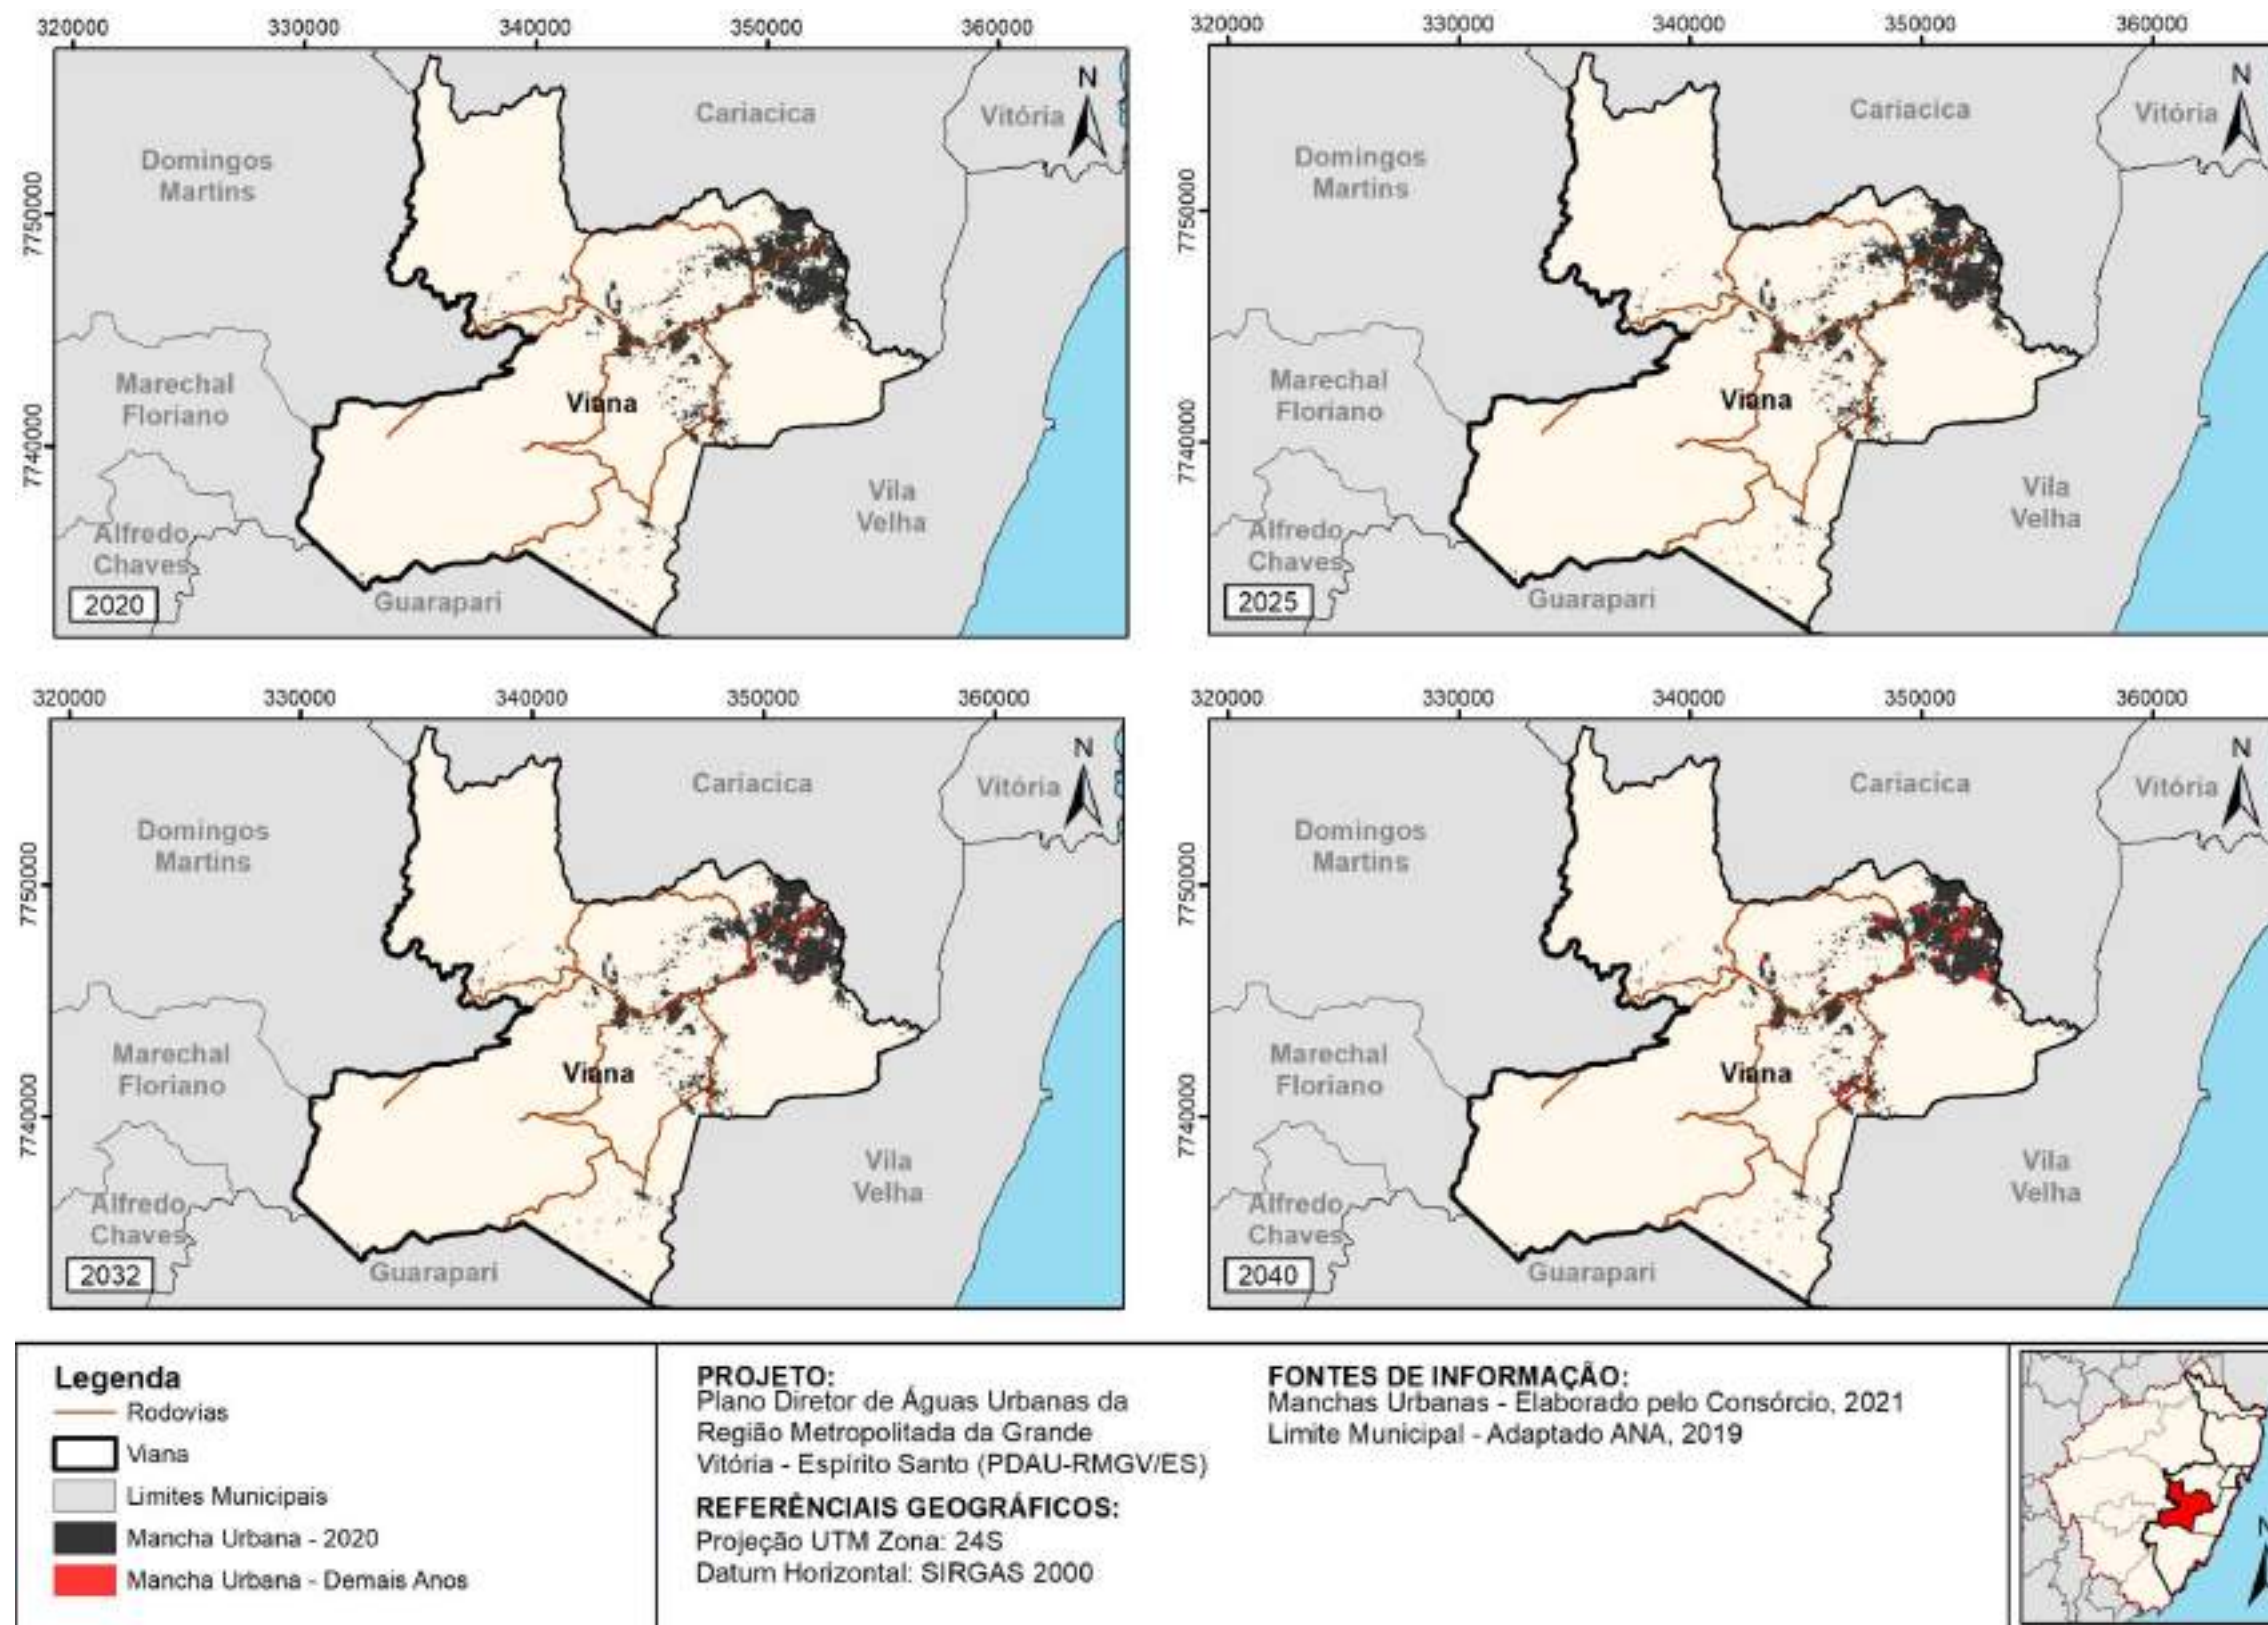 320000 330000 340000 350000 360000
N
Cariacica
Vitória
Domingos
Martins
7750000
Marechal
Floriano
Viana
7740000
Vila
Velha
Alfredo
Chaves
2020
Guarapari
320000 330000 340000 350000 360000
N
Cariacica
Vitória
Domingos
Martins
7750000
Marechal
Floriano
Viana
7740000
Vila
Velha
Alfredo
Chaves
2025
Guarapari
320000 330000 340000 350000 360000
N
Cariacica
Vitória
Domingos
Martins
7750000
Marechal
Floriano
Viana
7740000
Vila
Velha
Alfredo
Chaves
2032
Guarapari
320000 330000 340000 350000 360000
N
Cariacica
Vitória
Domingos
Martins
7750000
Marechal
Floriano
Viana
7740000
Vila
Velha
Alfredo
Chaves
2040
Guarapari
Legenda
Rodovias
Viana
Limites Municipais
Mancha Urbana - 2020
Mancha Urbana - Demais Anos
PROJETO:
Plano Diretor de Águas Urbanas da
Região Metropolitada da Grande
Vitória - Espírito Santo (PDAU-RMGV/ES)
REFERÊNCIAIS GEOGRÁFICOS:
Projeção UTM Zona: 24S
Datum Horizontal: SIRGAS 2000
FONTES DE INFORMAÇÃO:
Manchas Urbanas - Elaborado pelo Consórcio, 2021
Limite Municipal - Adaptado ANA, 2019
N